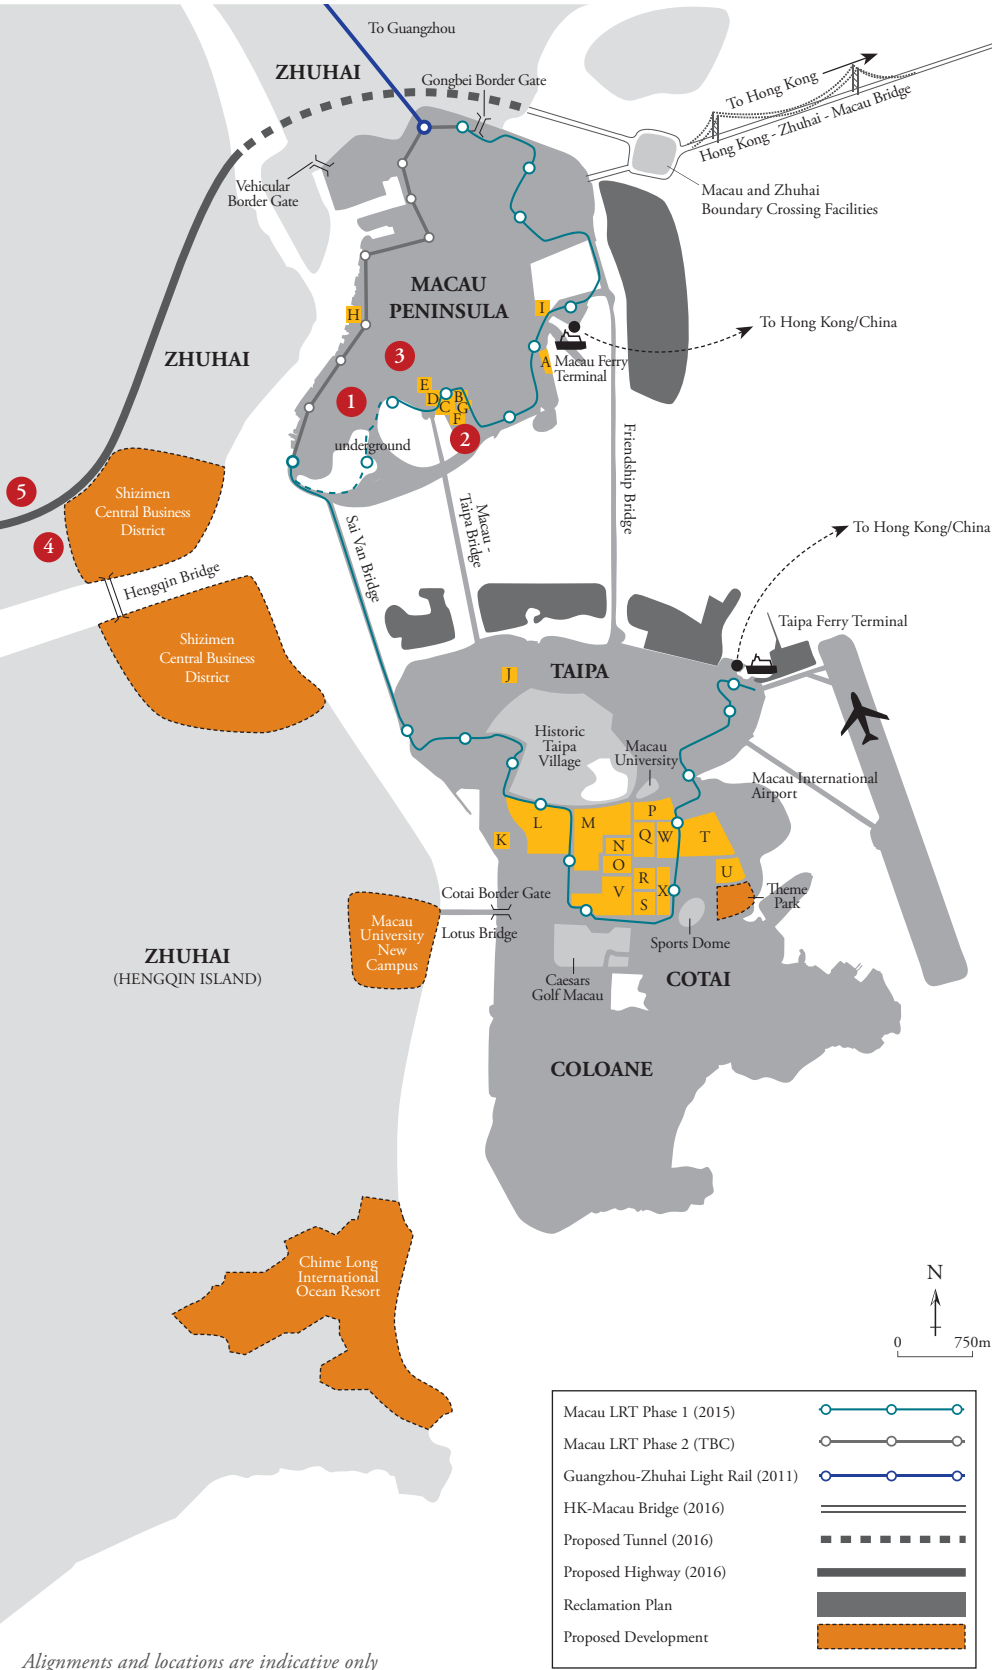 To Guangzhou
ZHUHAI
Gongbei Border Gate
To Hong Kong
Hong Kong - Zhuhai - Macau Bridge
Vehicular
Border Gate
Macau and Zhuhai
Boundary Crossing Facilities
MACAU
PENINSULA
I
H
To Hong Kong/China
ZHUHAI
3
A
Macau Ferry
Terminal
E
D
B
C
G
F
1
2
underground
Friendship Bridge
Macau -
Taipa Bridge
Sai Van Bridge
5
Shizimen
Central Business
District
4
To Hong Kong/China
Hengqin Bridge
Shizimen
Central Business
District
Taipa Ferry Terminal
J
TAIPA
Historic
Taipa
Village
Macau
University
Macau International
Airport
L
M
P
K
Q
W
T
N
O
R
U
V
X
S
Theme
Park
Cotai Border Gate
Lotus Bridge
Macau
University
New
Campus
Sports Dome
ZHUHAI
(HENGQIN ISLAND)
Caesars
Golf Macau
COTAI
COLOANE
Chime Long
International
Ocean Resort
N
0 750m
Macau LRT Phase 1 (2015)
Macau LRT Phase 2 (TBC)
Guangzhou-Zhuhai Light Rail (2011)
HK-Macau Bridge (2016)
Proposed Tunnel (2016)
Proposed Highway (2016)
Reclamation Plan
Proposed Development
Alignments and locations are indicative only